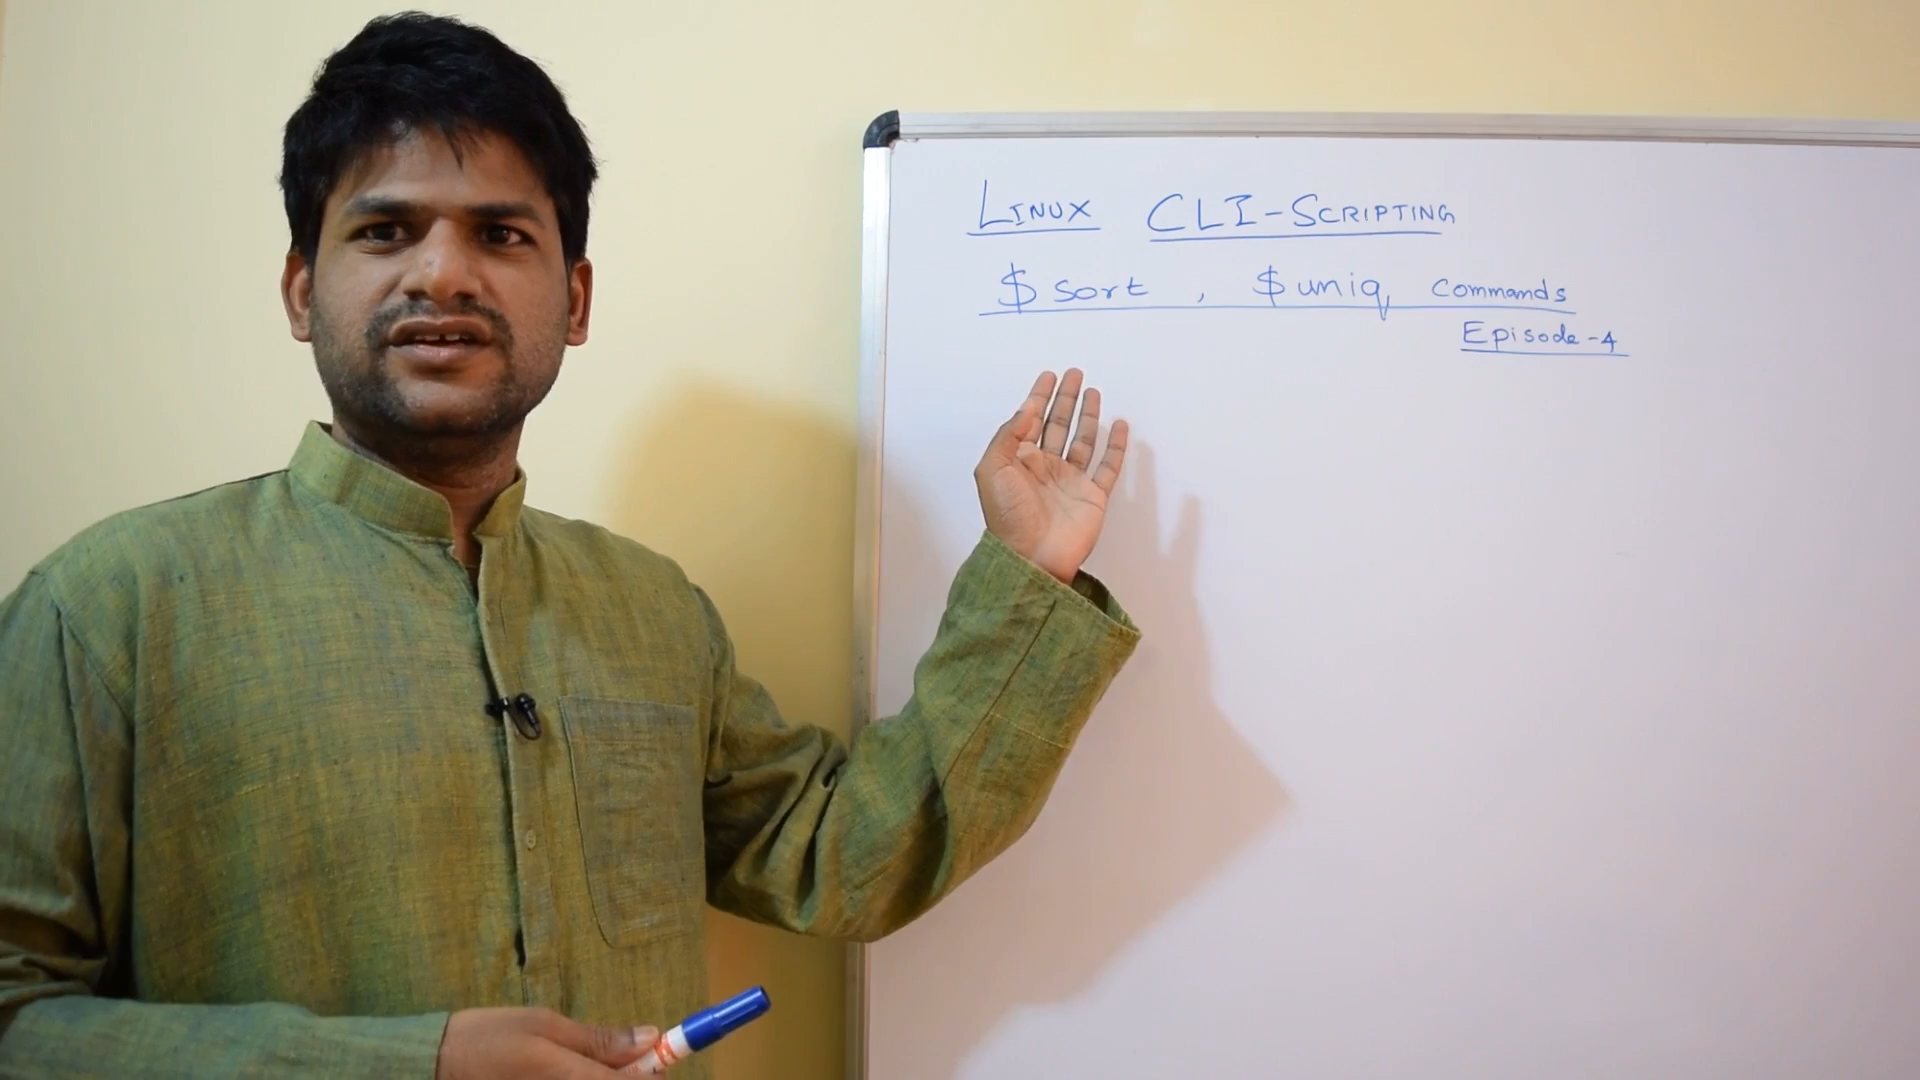 LINUX CLI-SCRIPTING
$ sort , $ uniq commands
Episode-4